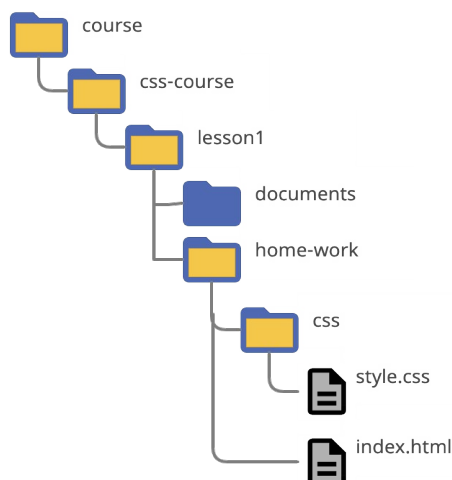 course
css-course
lesson1
documents
home-work
css
style.css
index.html